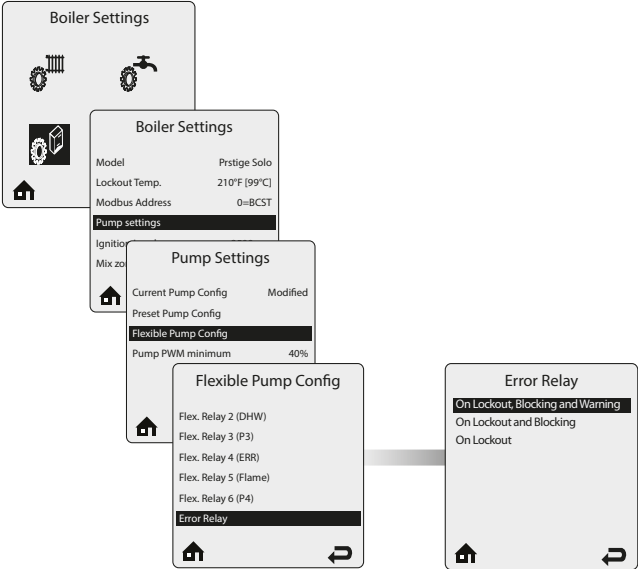 Boiler Settings
Boiler Settings
Model Prstige Solo
Lockout Temp. 210°F [99°C]
Modbus Address 0=BCST
Pump settings
Ignitio
Mix zo
Pump Settings
Current Pump Config Modified
Preset Pump Config
Flexible Pump Config
Pump PWM minimum 40%
Flexible Pump Config
Flex. Relay 2 (DHW)
Flex. Relay 3 (P3)
Flex. Relay 4 (ERR)
Flex. Relay 5 (Flame)
Flex. Relay 6 (P4)
Error Relay
Error Relay
On Lockout, Blocking and Warning
On Lockout and Blocking
On Lockout